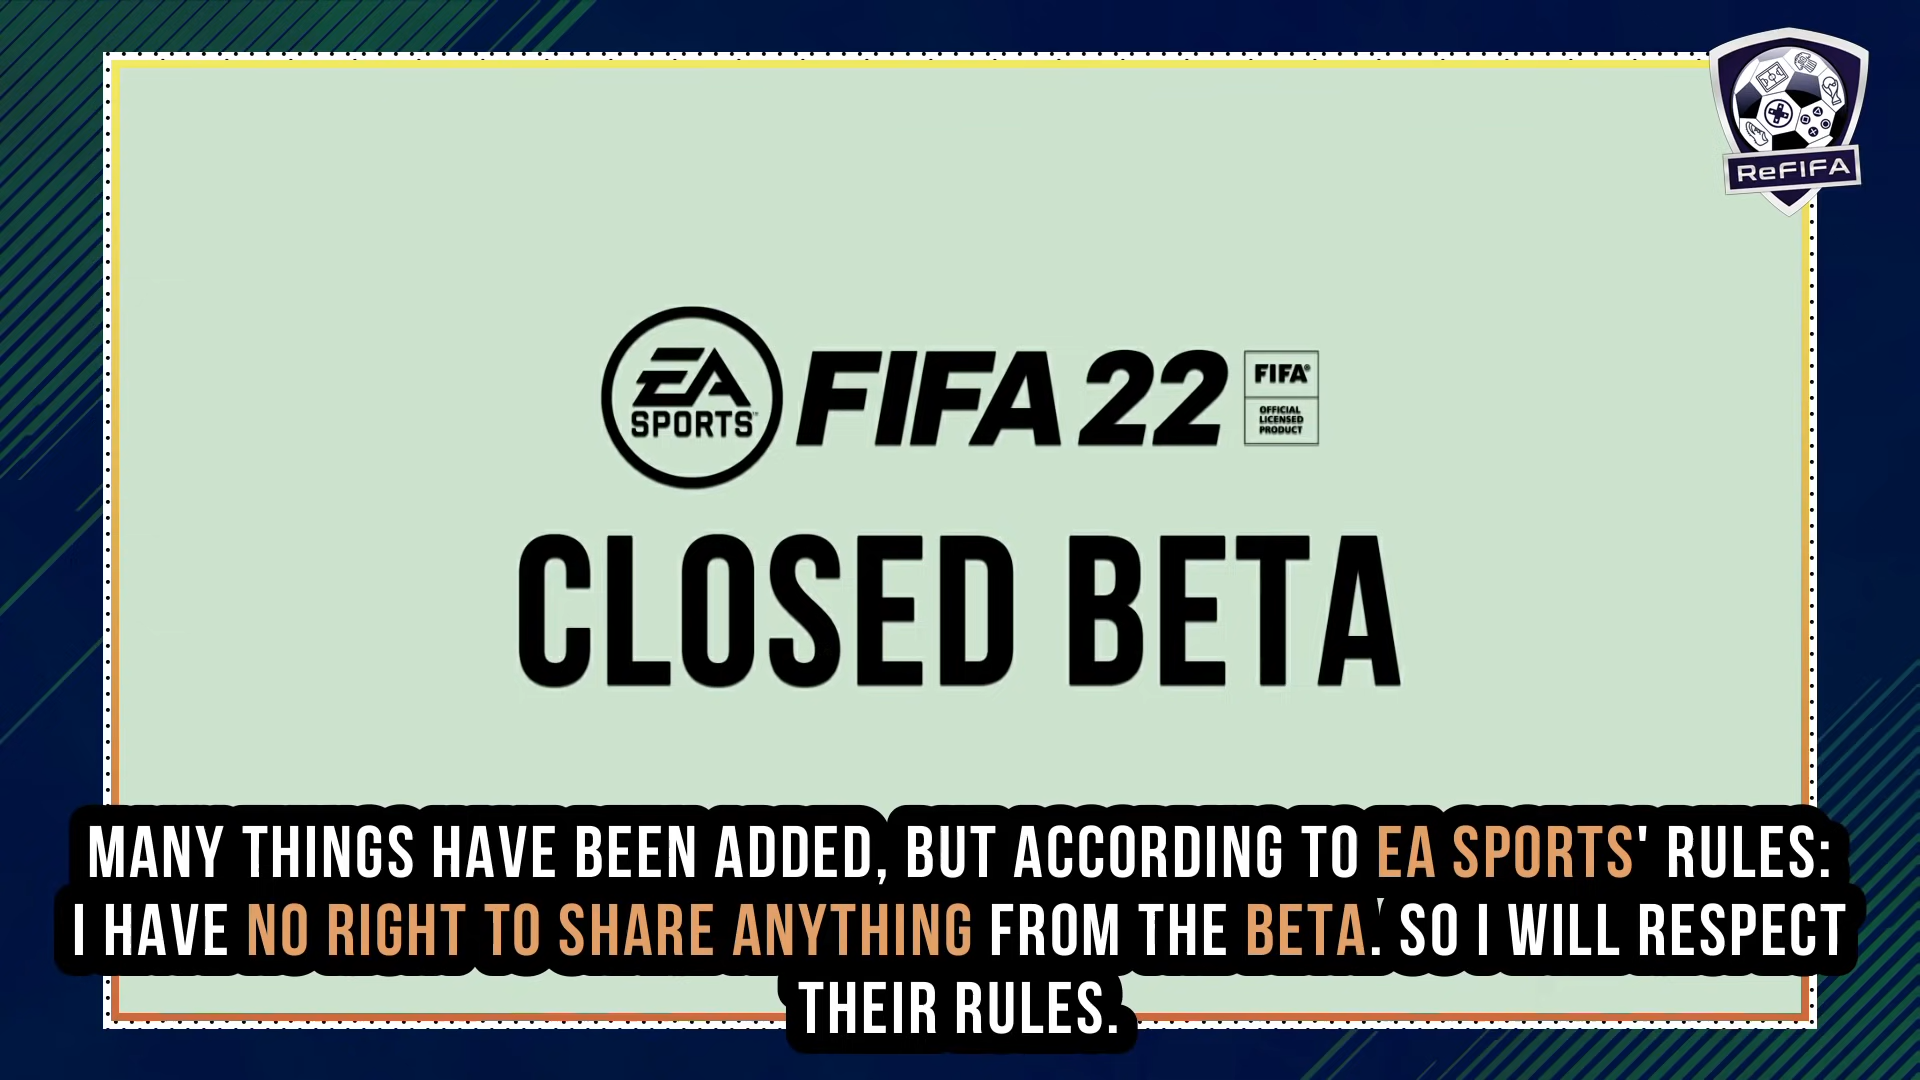 ReFIFA
EA SPORTS™ FIFA 22 FIFA®
OFFICIAL
LICENSED
PRODUCT
CLOSED BETA
MANY THINGS HAVE BEEN ADDED, BUT ACCORDING TO EA SPORTS' RULES:
I HAVE NO RIGHT TO SHARE ANYTHING FROM THE BETA. SO I WILL RESPECT
THEIR RULES.